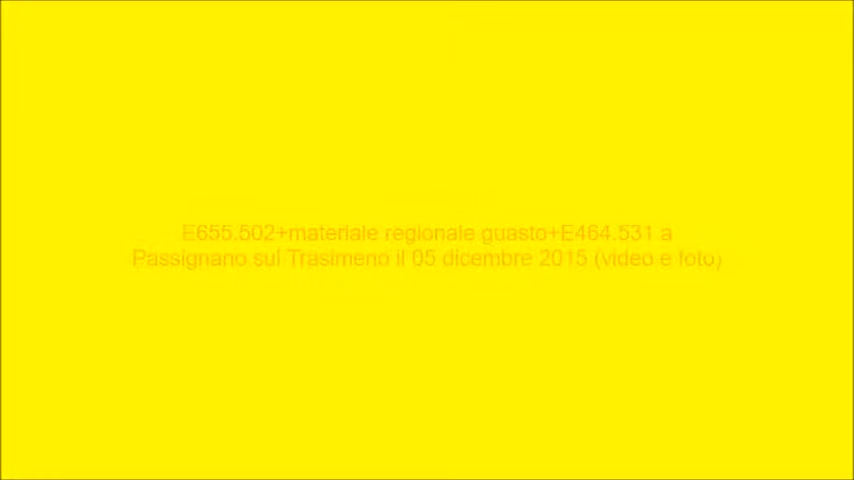 E655.502+materiale regionale guasto+E464.531 a
Passignano sul Trasimeno il 05 dicembre 2015 (video e foto)